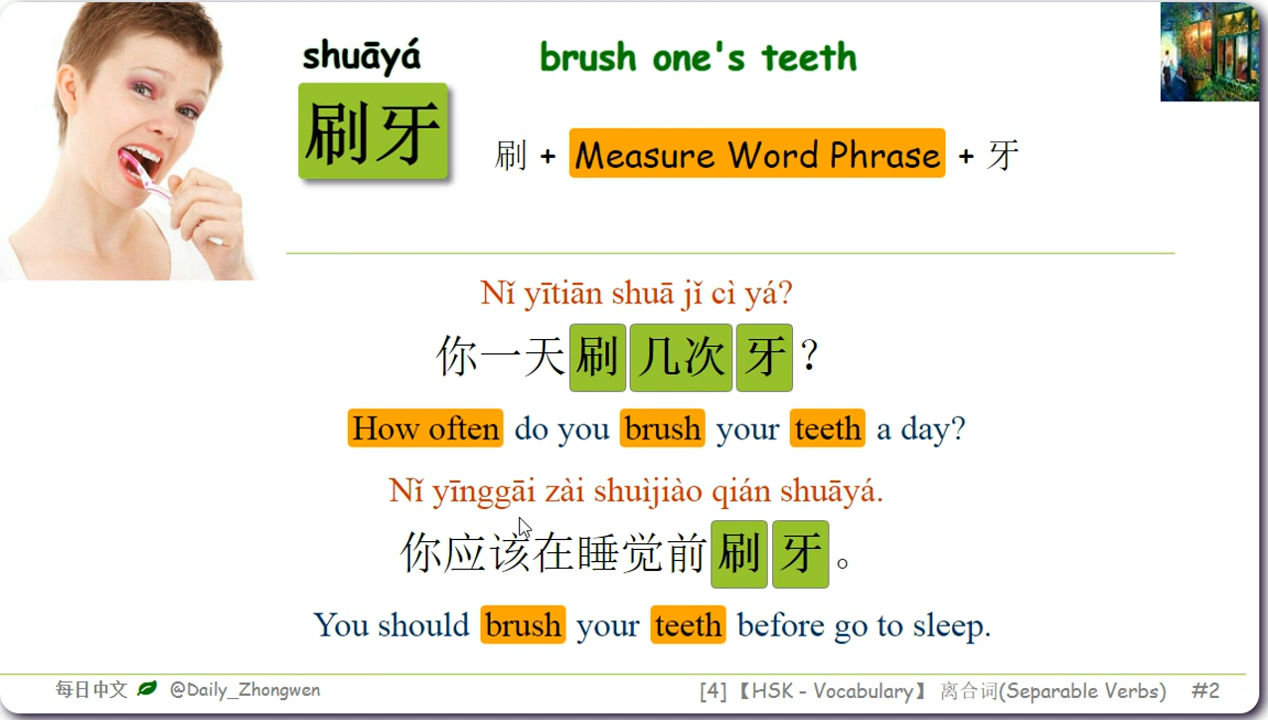 shuāyá
brush one's teeth
刷牙
刷 + Measure Word Phrase + 牙
Nǐ yītiān shuā jǐ cì yá?
你一天刷几次牙？
How often do you brush your teeth a day?
Nǐ yīnggāi zài shuìjiào qián shuāyá.
你应该在睡觉前刷牙。
You should brush your teeth before go to sleep.
每日中文 @Daily_Zhongwen
[4]【HSK - Vocabulary】 离合词(Separable Verbs) #2